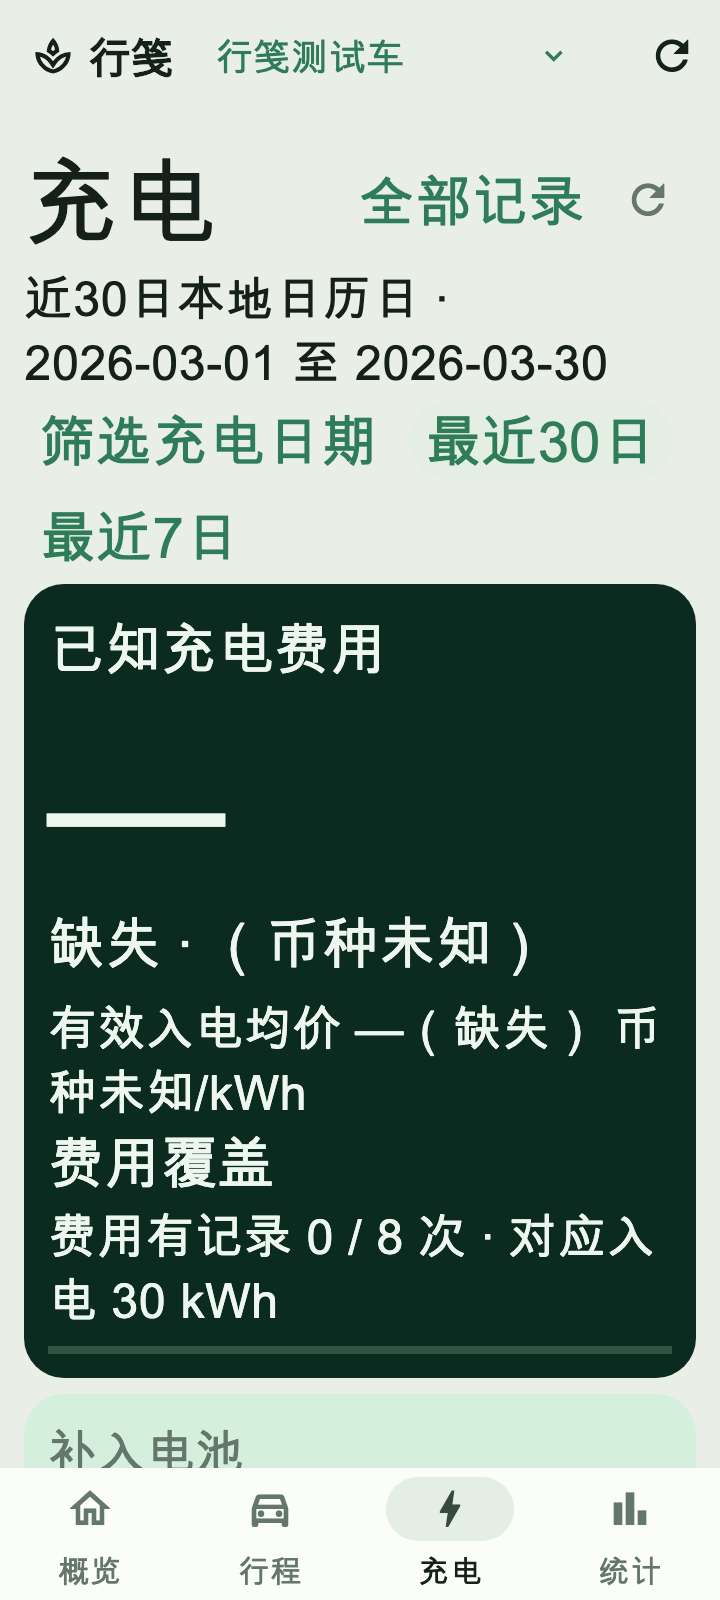 行笺 行笺测试车
充电 全部记录
近30日本地日历日 ·
2026-03-01 至 2026-03-30
筛选充电日期 最近30日
最近7日
已知充电费用
—
缺失 ·（币种未知）
有效入电均价 —（缺失）币
种未知/kWh
费用覆盖
费用有记录 0 / 8 次 · 对应入
电 30 kWh
补入电池
概览 行程 充电 统计